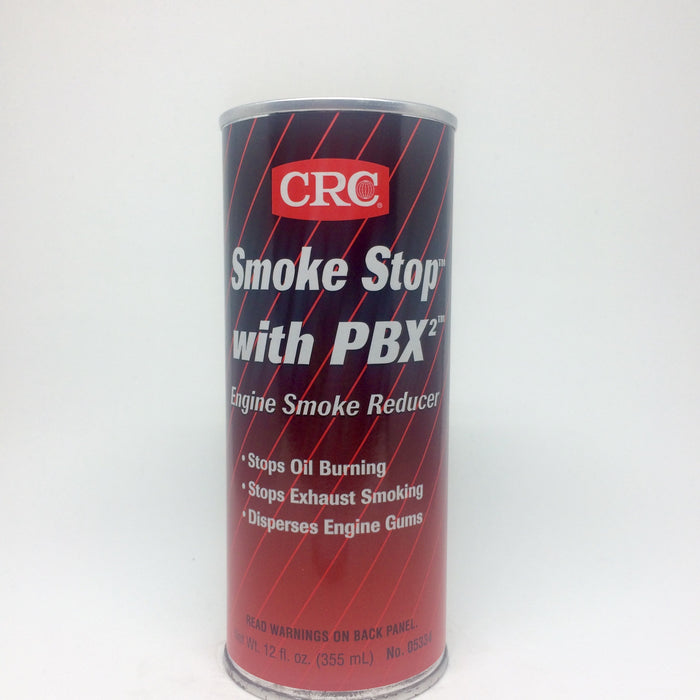 CRC®
Smoke Stop™
with PBX²™
Engine Smoke Reducer
• Stops Oil Burning
• Stops Exhaust Smoking
• Disperses Engine Gums
READ WARNINGS ON BACK PANEL.
Net Wt. 12 fl. oz. (355 mL) No. 05334